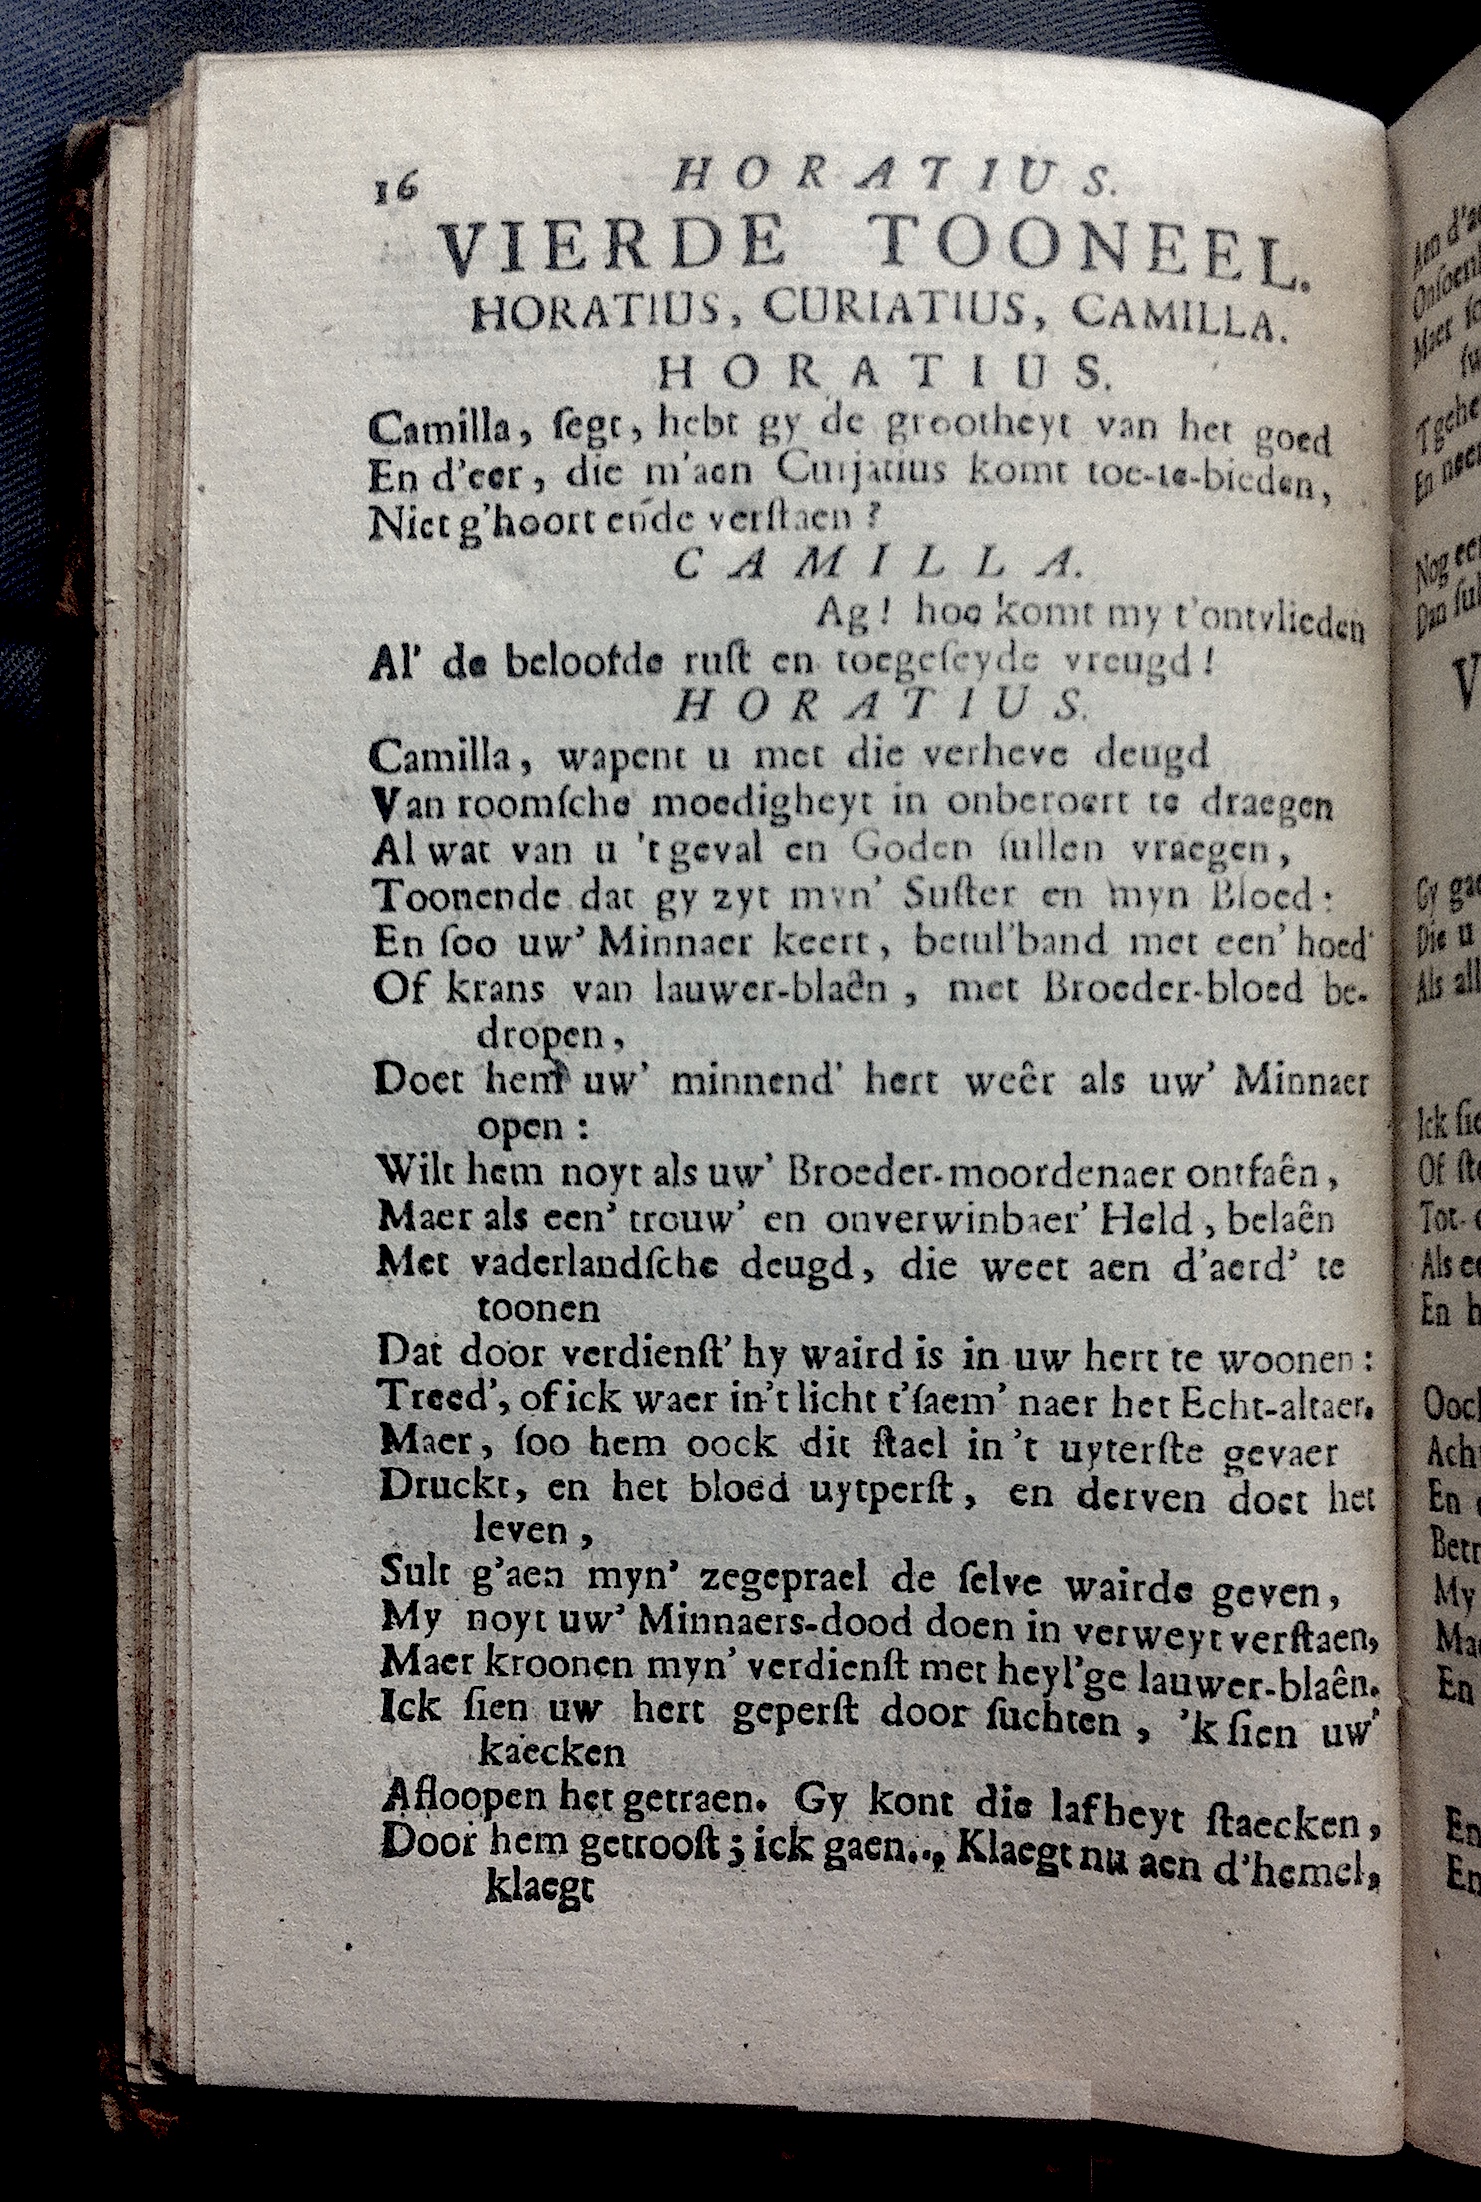 16 HORATIUS.
VIERDE TOONEEL.
HORATIUS, CURIATIUS, CAMILLA.
HORATIUS.
Camilla, ſegt, hebt gy de grootheyt van het goed
En d'eer, die m'aen Curjatius komt toe-te-bieden,
Niet g'hoort ende verſtaen?
CAMILLA.
Ag! hoe komt my t'ontvlieden
Al' de beloofde ruſt en toegeſeyde vreugd!
HORATIUS.
Camilla, wapent u met die verheve deugd
Van roomſche moedigheyt in onberoert te draegen
Al wat van u 't geval en Goden ſullen vraegen,
Toonende dat gy zyt myn' Suſter en myn Bloed:
En ſoo uw' Minnaer keert, betul'band met een' hoed
Of krans van lauwer-blaên, met Broeder-bloed be-
dropen,
Doet hem uw' minnend' hert weêr als uw' Minnaer
open:
Wilt hem noyt als uw' Broeder-moordenaer ontfaên,
Maer als een' trouw' en onverwinbaer' Held, belaên
Met vaderlandſche deugd, die weet aen d'aerd' te
toonen
Dat door verdienſt' hy waird is in uw hert te woonen:
Treed', of ick waer in't licht t'ſaem' naer het Echt-altaer.
Maer, ſoo hem oock dit ſtael in 't uyterſte gevaer
Druckt, en het bloed uytperſt, en derven doet het
leven,
Sult g'aen myn' zegeprael de ſelve wairde geven,
My noyt uw' Minnaers-dood doen in verweyt verſtaen,
Maer kroonen myn' verdienſt met heyl'ge lauwer-blaên.
Ick ſien uw hert geperſt door ſuchten, 'k ſien uw'
kaecken
Afloopen het getraen. Gy kont die lafheyt ſtaecken,
Door hem getrooſt; ick gaen.., Klaegt nu aen d'hemel,
klaegt